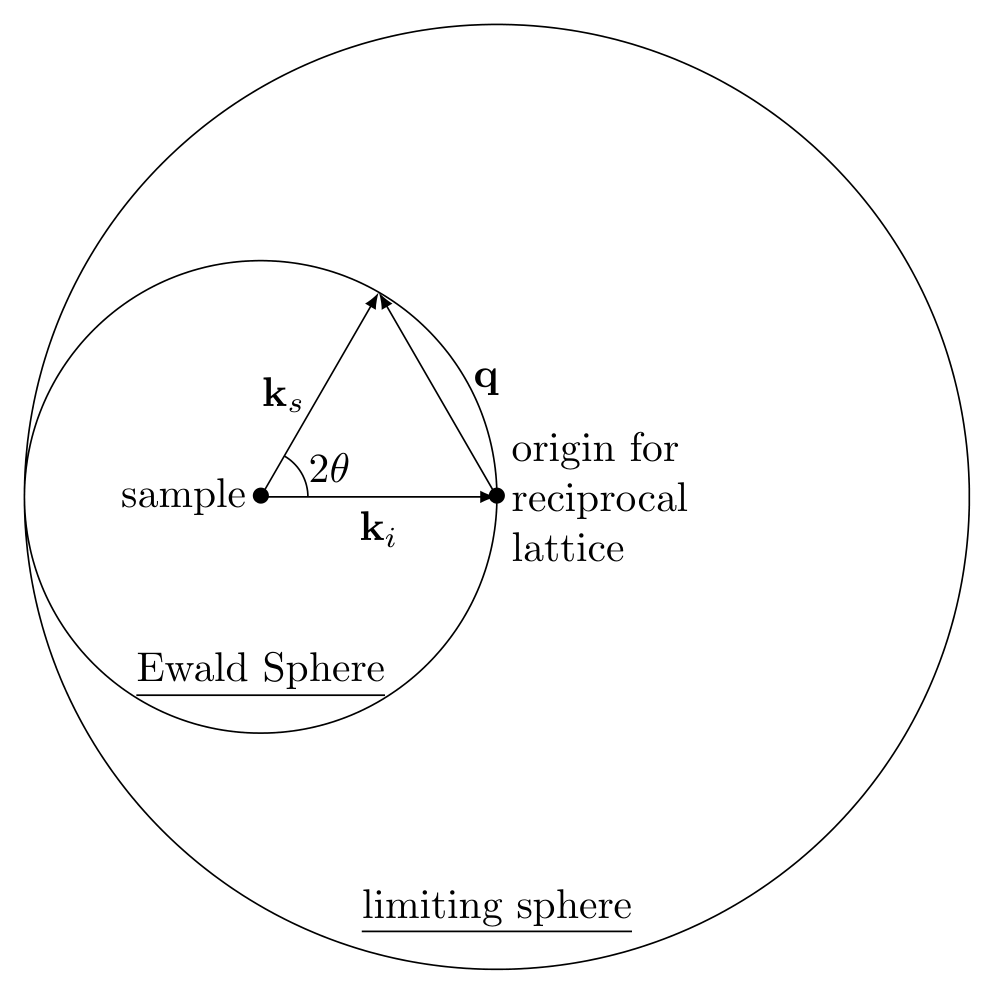 q
k_s
origin for
2θ
sample
reciprocal
k_i
lattice
Ewald Sphere
limiting sphere